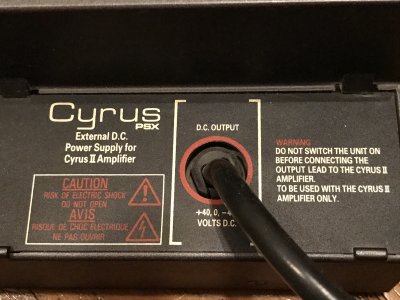 Cyrus
PSX
External D.C.
Power Supply for
Cyrus II Amplifier
CAUTION
RISK OF ELECTRIC SHOCK
DO NOT OPEN
AVIS
RISQUE DE CHOC ELECTRIQUE
NE PAS OUVRIR
D.C. OUTPUT
+40, 0, -4
VOLTS D.C.
WARNING
DO NOT SWITCH THE UNIT ON
BEFORE CONNECTING THE
OUTPUT LEAD TO THE CYRUS II
AMPLIFIER.
TO BE USED WITH THE CYRUS II
AMPLIFIER ONLY.